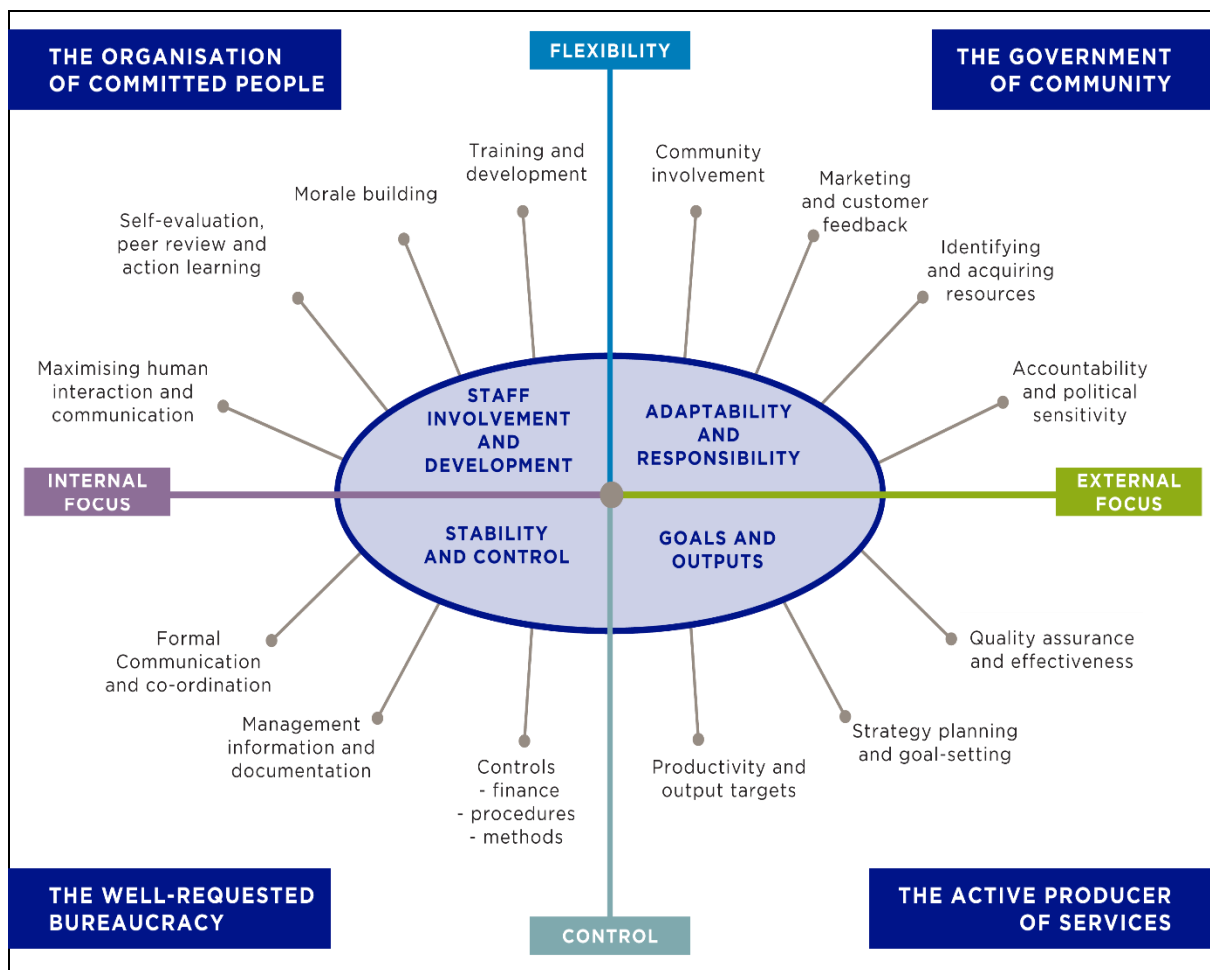 THE ORGANISATION
OF COMMITTED PEOPLE
FLEXIBILITY
THE GOVERNMENT
OF COMMUNITY
Training and
development
Community
involvement
Morale building
Marketing
and customer
feedback
Self-evaluation,
peer review and
action learning
Identifying
and acquiring
resources
Maximising human
interaction and
communication
Accountability
and political
sensitivity
STAFF
INVOLVEMENT
AND
DEVELOPMENT
ADAPTABILITY
AND
RESPONSIBILITY
INTERNAL
FOCUS
EXTERNAL
FOCUS
STABILITY
AND CONTROL
GOALS AND
OUTPUTS
Formal
Communication
and co-ordination
Quality assurance
and effectiveness
Management
information and
documentation
Strategy planning
and goal-setting
Controls
- finance
- procedures
- methods
Productivity and
output targets
THE WELL-REQUESTED
BUREAUCRACY
CONTROL
THE ACTIVE PRODUCER
OF SERVICES